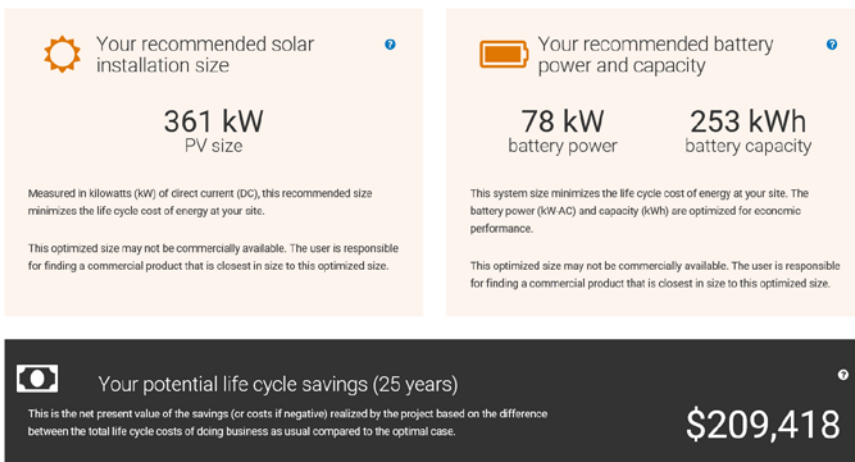 Your recommended solar
installation size
?
361 kW
PV size
Measured in kilowatts (kW) of direct current (DC), this recommended size
minimizes the life cycle cost of energy at your site.
This optimized size may not be commercially available. The user is responsible
for finding a commercial product that is closest in size to this optimized size.
Your recommended battery
power and capacity
?
78 kW
battery power
253 kWh
battery capacity
This system size minimizes the life cycle cost of energy at your site. The
battery power (kW-AC) and capacity (kWh) are optimized for economic
performance.
This optimized size may not be commercially available. The user is responsible
for finding a commercial product that is closest in size to this optimized size.
Your potential life cycle savings (25 years)
?
This is the net present value of the savings (or costs if negative) realized by the project based on the difference
between the total life cycle costs of doing business as usual compared to the optimal case.
$209,418